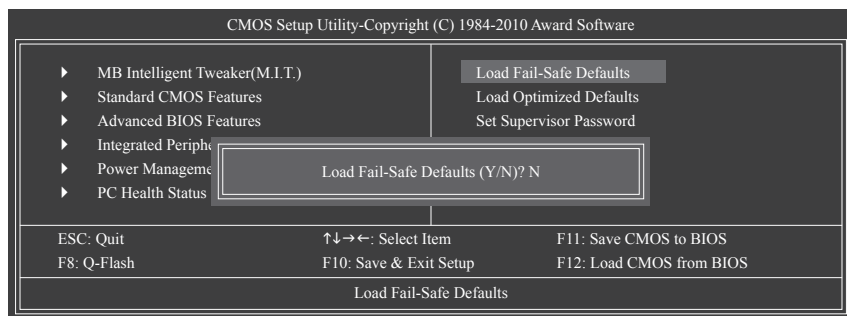 CMOS Setup Utility-Copyright (C) 1984-2010 Award Software
MB Intelligent Tweaker(M.I.T.)
Standard CMOS Features
Advanced BIOS Features
Integrated Periphe
Power Manageme
PC Health Status
Load Fail-Safe Defaults
Load Optimized Defaults
Set Supervisor Password
Load Fail-Safe Defaults (Y/N)? N
ESC: Quit ↑↓→←: Select Item F11: Save CMOS to BIOS
F8: Q-Flash F10: Save & Exit Setup F12: Load CMOS from BIOS
Load Fail-Safe Defaults